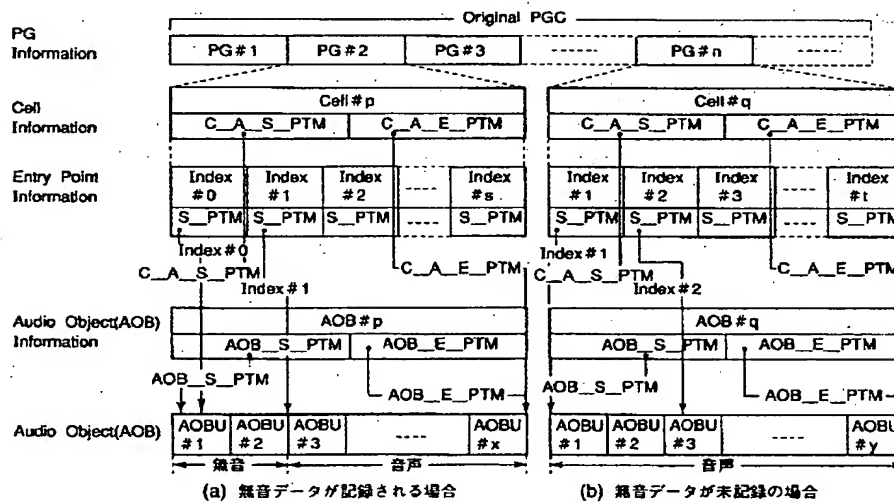 Original PGC
PG Information
PG#1 PG#2 PG#3 PG#n
Cell Information
Cell#p Cell#q
C_A_S_PTM C_A_E_PTM C_A_S_PTM C_A_E_PTM
Entry Point Information
Index #0 Index #1 Index #2 Index #s Index #1 Index #2 Index #3 Index #t
S_PTM S_PTM S_PTM S_PTM S_PTM S_PTM S_PTM S_PTM
Index#0 Index#1
C_A_S_PTM C_A_E_PTM C_A_S_PTM C_A_E_PTM
Index#1 Index#2
Audio Object(AOB) Information
AOB#p AOB#q
AOB_S_PTM AOB_E_PTM AOB_S_PTM AOB_E_PTM
AOB_S_PTM AOB_E_PTM AOB_S_PTM AOB_E_PTM
Audio Object(AOB)
AOBU #1 AOBU #2 AOBU #3 AOBU #x AOBU #1 AOBU #2 AOBU #3 AOBU #y
無音 音声 音声
(a) 無音データが記録される場合 (b) 無音データが未記録の場合